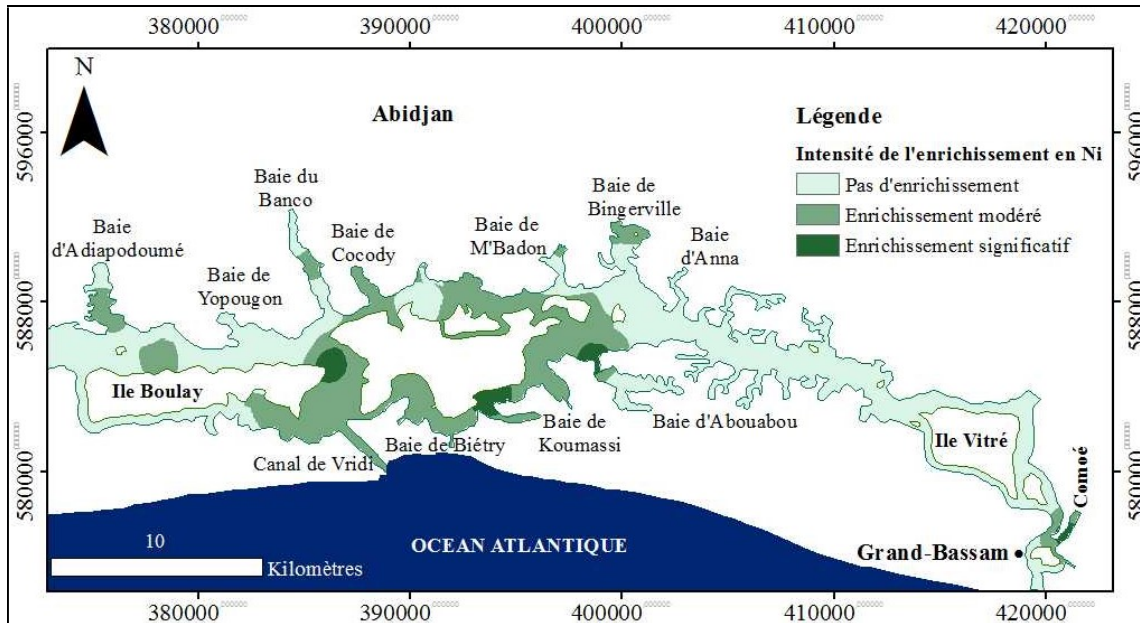 380000 390000 400000 410000 420000
N
Abidjan
Légende
Intensité de l'enrichissement en Ni
Pas d'enrichissement
Enrichissement modéré
Enrichissement significatif
596000
596000
Baie du
Banco
Baie
d'Adiapodoumé
Baie de
Yopougon
Baie de
Cocody
Baie de
M'Badon
Baie de
Bingerville
Baie
d'Anna
588000
588000
Ile Boulay
Canal de Vridi
Baie de Biétry
Baie de
Koumassi
Baie d'Abouabou
Ile Vitré
Comoé
580000
580000
Grand-Bassam
OCEAN ATLANTIQUE
10
Kilomètres
380000 390000 400000 410000 420000